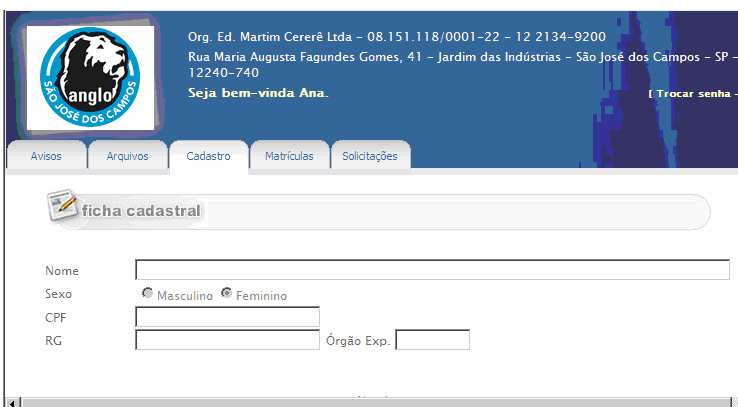 Org. Ed. Martim Cererê Ltda - 08.151.118/0001-22 - 12 2134-9200
Rua Maria Augusta Fagundes Gomes, 41 - Jardim das Indústrias - São José dos Campos - SP -
12240-740
Seja bem-vinda Ana.
[ Trocar senha -
anglo
SÃO JOSÉ DOS CAMPOS
Avisos Arquivos Cadastro Matrículas Solicitações
ficha cadastral
Nome
Sexo Masculino Feminino
CPF
RG Órgão Exp.